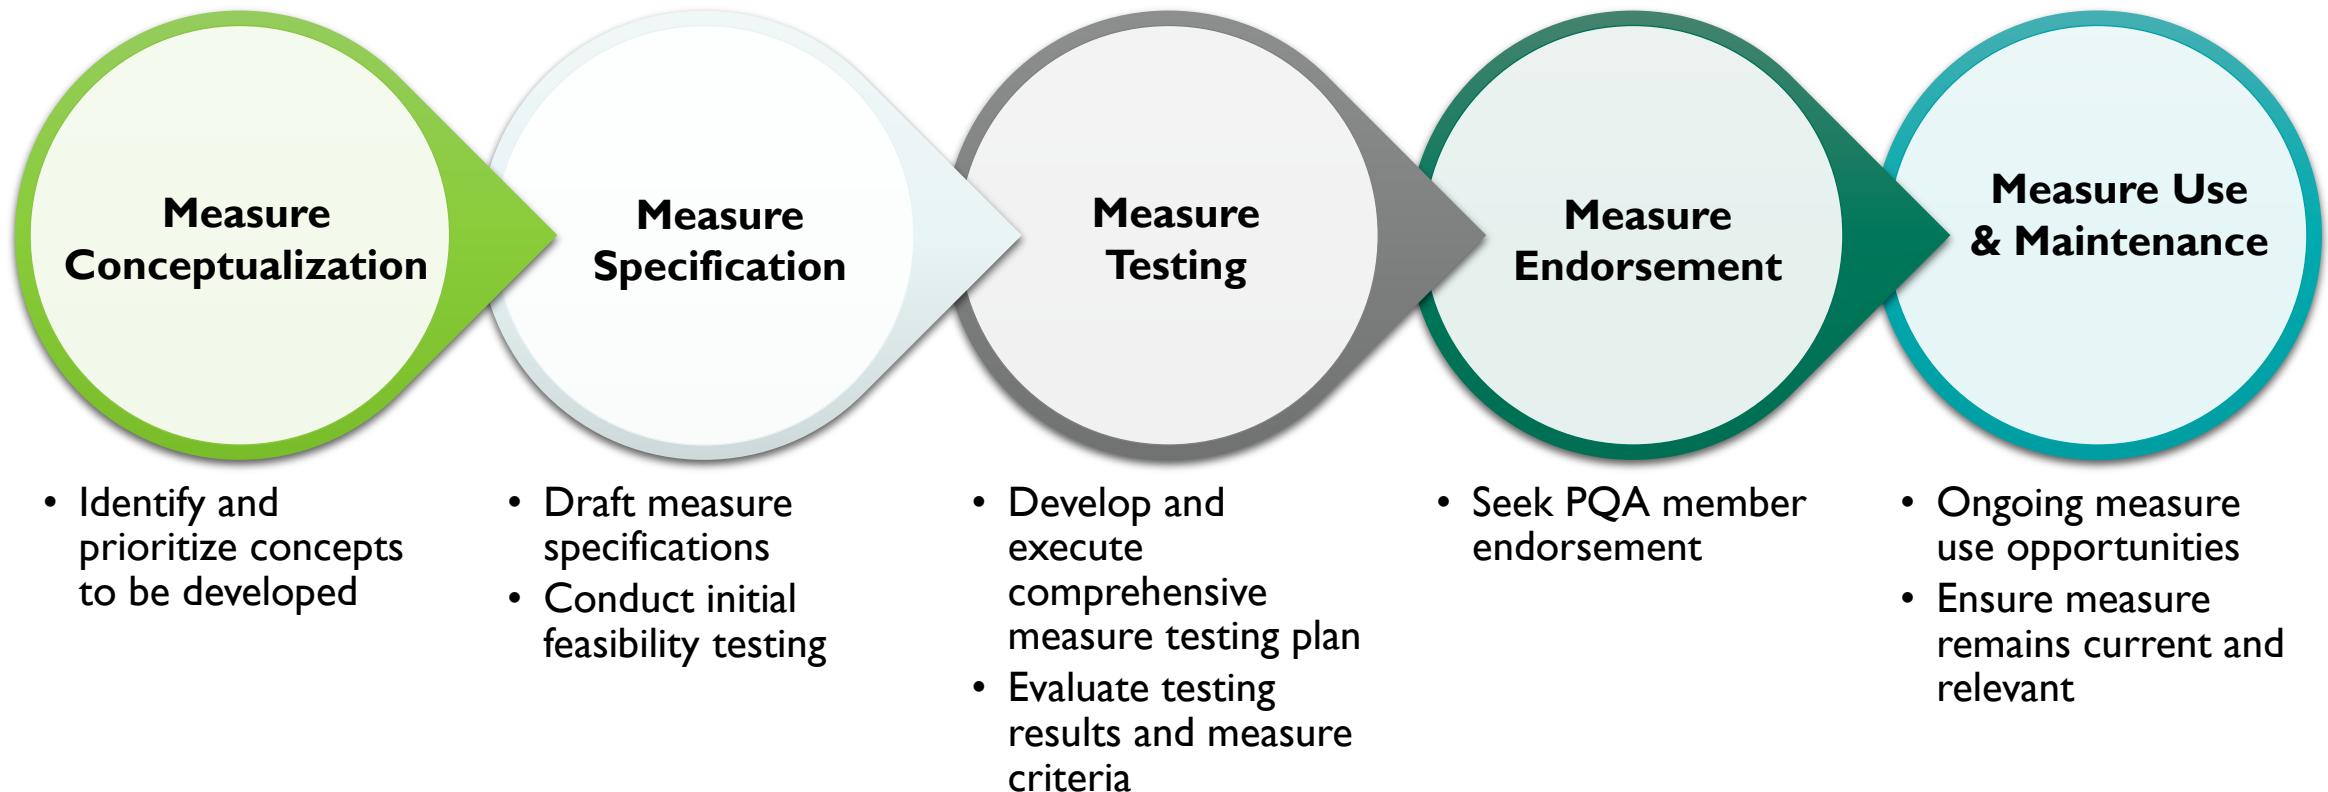 Measure
Conceptualization
• Identify and
prioritize concepts
to be developed
Measure
Specification
• Draft measure
specifications
• Conduct initial
feasibility testing
Measure
Testing
• Develop and
execute
comprehensive
measure testing plan
• Evaluate testing
results and measure
criteria
Measure
Endorsement
• Seek PQA member
endorsement
Measure Use
& Maintenance
• Ongoing measure
use opportunities
• Ensure measure
remains current and
relevant